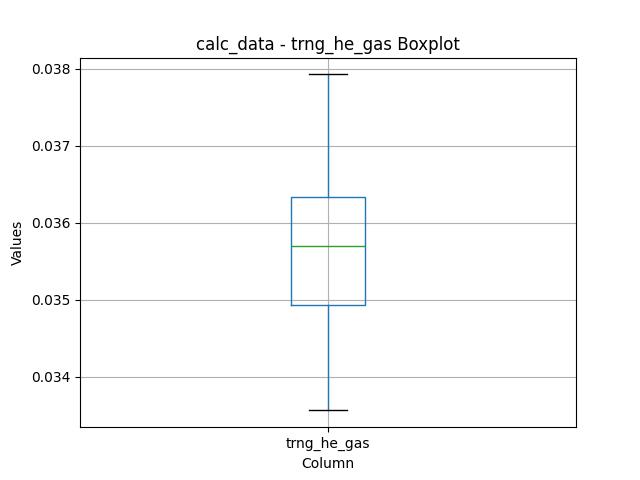 calc_data - trng_he_gas Boxplot
0.038
0.037
0.036
0.035
0.034
Values
trng_he_gas
Column